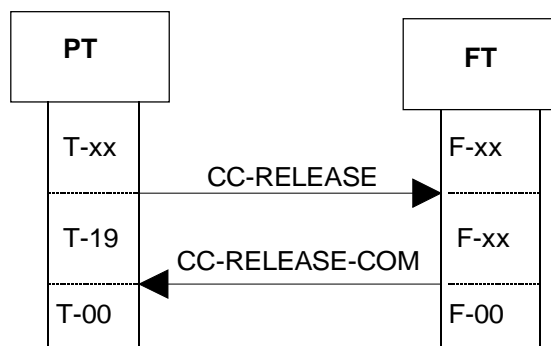 PT
FT
T-xx
F-xx
CC-RELEASE
T-19
F-xx
CC-RELEASE-COM
T-00
F-00